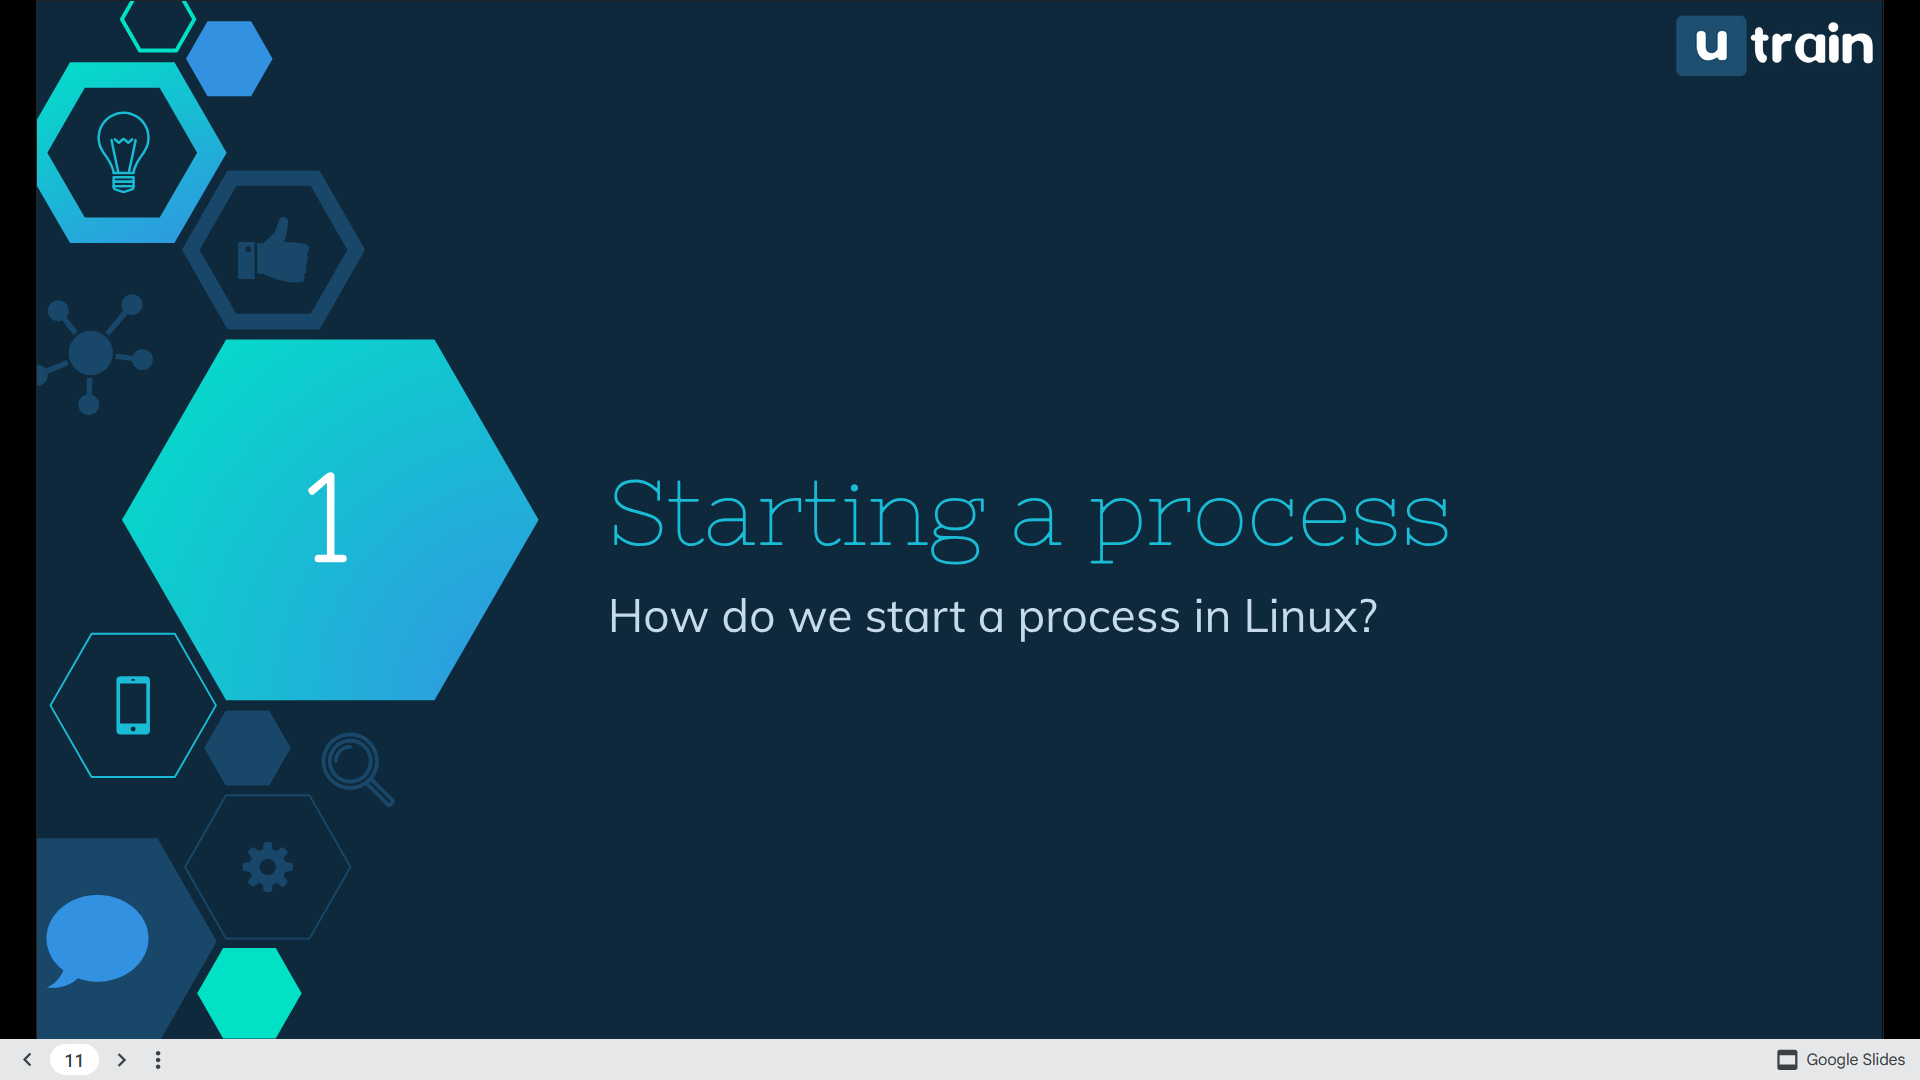 u train
1
Starting a process
How do we start a process in Linux?
11
Google Slides